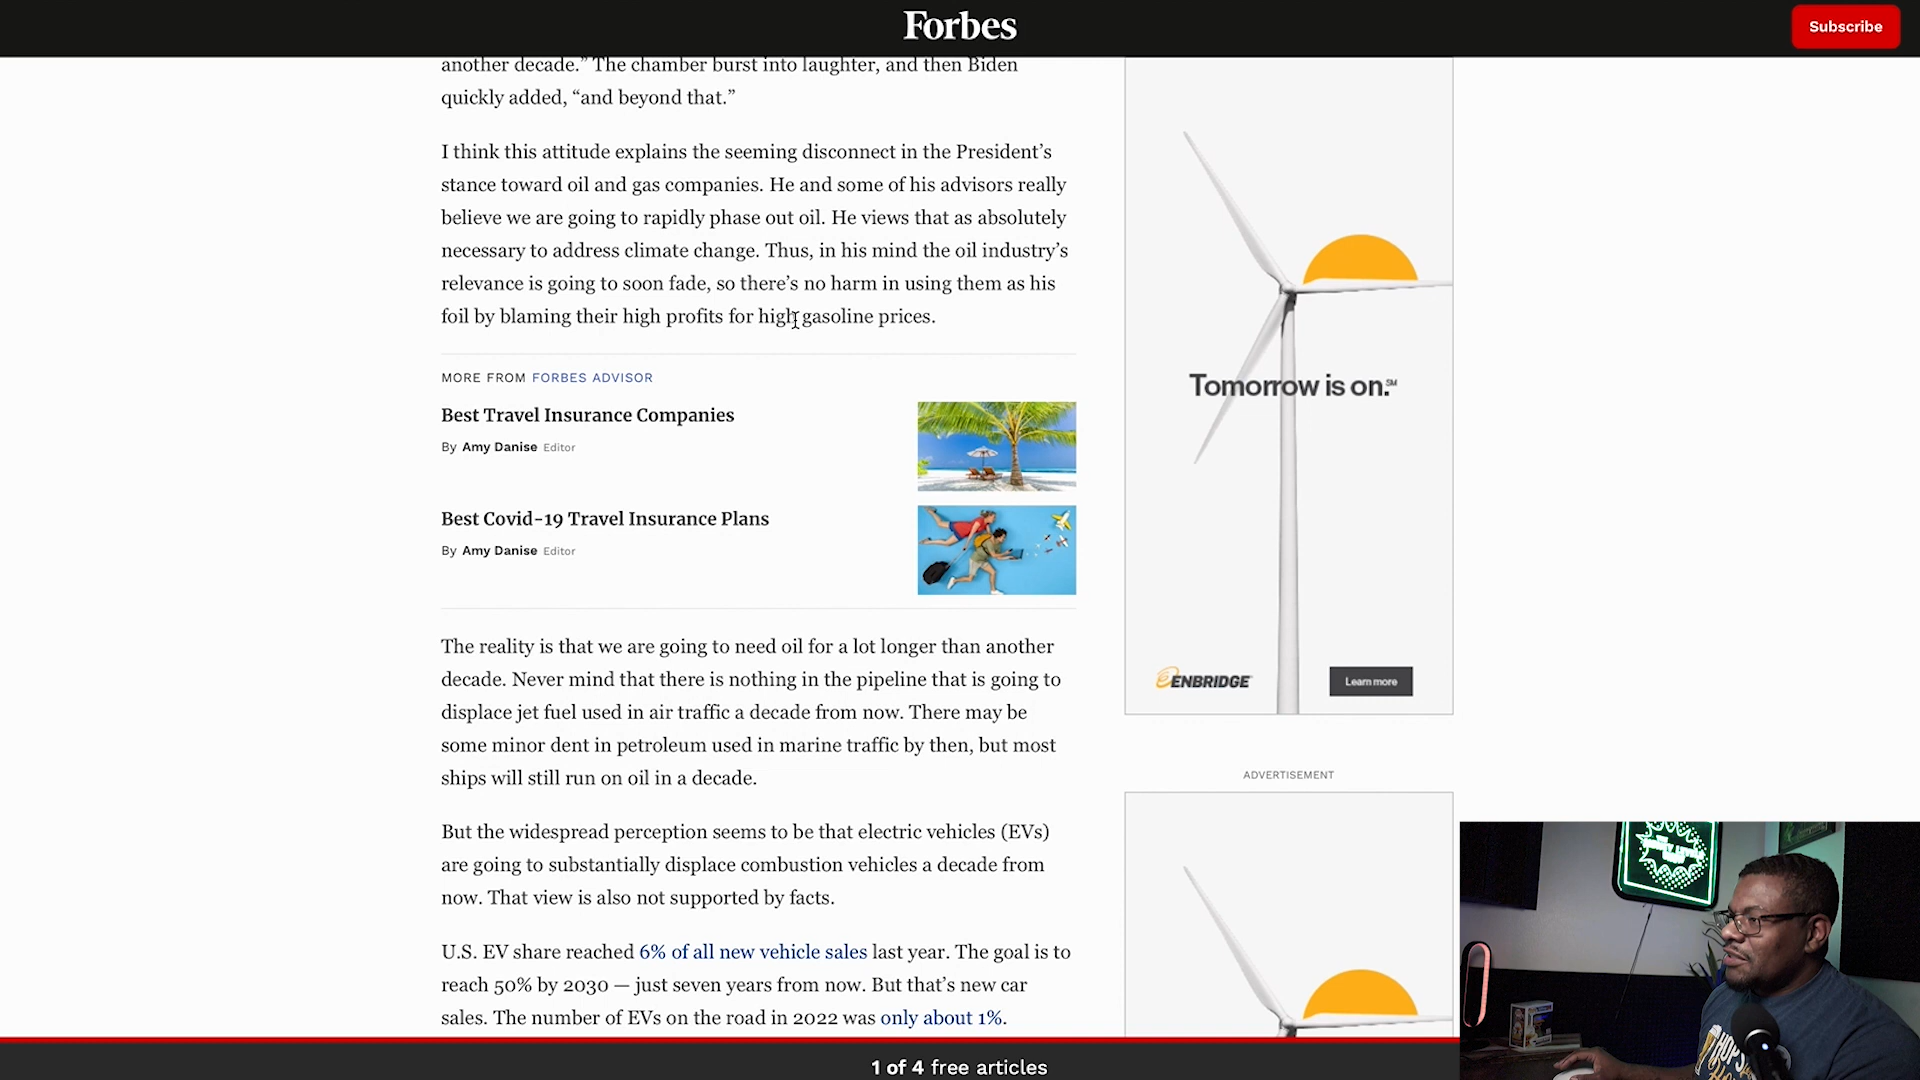 Forbes
Subscribe
another decade.” The chamber burst into laughter, and then Biden
quickly added, “and beyond that.”
I think this attitude explains the seeming disconnect in the President’s
stance toward oil and gas companies. He and some of his advisors really
believe we are going to rapidly phase out oil. He views that as absolutely
necessary to address climate change. Thus, in his mind the oil industry’s
relevance is going to soon fade, so there’s no harm in using them as his
foil by blaming their high profits for high gasoline prices.
MORE FROM FORBES ADVISOR
Best Travel Insurance Companies
By Amy Danise Editor
Best Covid-19 Travel Insurance Plans
By Amy Danise Editor
The reality is that we are going to need oil for a lot longer than another
decade. Never mind that there is nothing in the pipeline that is going to
displace jet fuel used in air traffic a decade from now. There may be
some minor dent in petroleum used in marine traffic by then, but most
ships will still run on oil in a decade.
But the widespread perception seems to be that electric vehicles (EVs)
are going to substantially displace combustion vehicles a decade from
now. That view is also not supported by facts.
U.S. EV share reached 6% of all new vehicle sales last year. The goal is to
reach 50% by 2030 — just seven years from now. But that’s new car
sales. The number of EVs on the road in 2022 was only about 1%.
Tomorrow is on.℠
ENBRIDGE
Learn more
ADVERTISEMENT
1 of 4 free articles